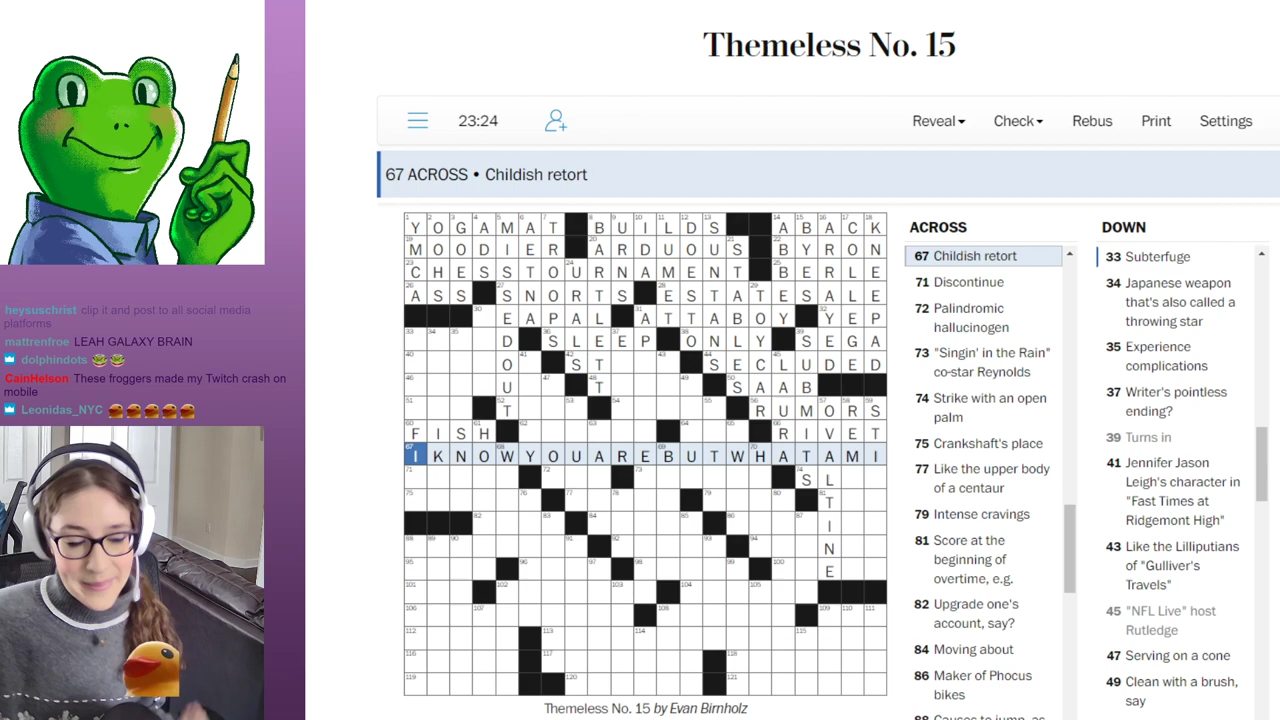 Themeless No. 15
23:24
Reveal
Check
Rebus
Print
Settings
67 ACROSS • Childish retort
YOGAMAT BUILDS ABACK
MOODIER ARDUOUS BYRON
CHESSTOURNAMENT BERLE
ASS SNORTS ESTATESALE
EAPAL ATTABOY YEP
D SLEEP ONLY SEGA
O ST SECLUDED
U T SAAB
T RUMORS
FISH RIVET
IKNOWYOUAREBUTWHATAMI
SL
T
I
N
E
Themeless No. 15 by Evan Birnholz
ACROSS
67 Childish retort
71 Discontinue
72 Palindromic
hallucinogen
73 "Singin' in the Rain"
co-star Reynolds
74 Strike with an open
palm
75 Crankshaft's place
77 Like the upper body
of a centaur
79 Intense cravings
81 Score at the
beginning of
overtime, e.g.
82 Upgrade one's
account, say?
84 Moving about
86 Maker of Phocus
bikes
88 Causes to jump, as
DOWN
33 Subterfuge
34 Japanese weapon
that's also called a
throwing star
35 Experience
complications
37 Writer's pointless
ending?
39 Turns in
41 Jennifer Jason
Leigh's character in
"Fast Times at
Ridgemont High"
43 Like the Lilliputians
of "Gulliver's
Travels"
45 "NFL Live" host
Rutledge
47 Serving on a cone
49 Clean with a brush,
say
heysuschrist clip it and post to all social media
platforms
mattrenfroe LEAH GALAXY BRAIN
dolphindots
CainHelson These froggers made my Twitch crash on
mobile
Leonidas_NYC